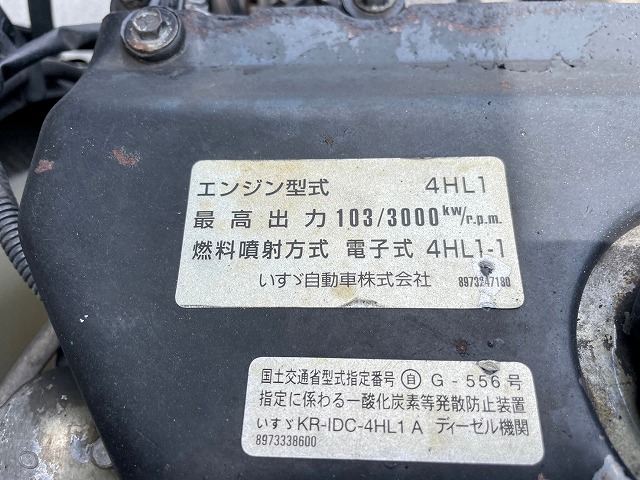 エンジン型式 4HL1
最高出力 103/3000 kw/r.p.m.
燃料噴射方式 電子式 4HL1-1
いすゞ自動車株式会社 8973247180
国土交通省型式指定番号 自 G-556号
指定に係わる一酸化炭素等発散防止装置
いすゞKR-IDC-4HL1A ディーゼル機関
8973338600